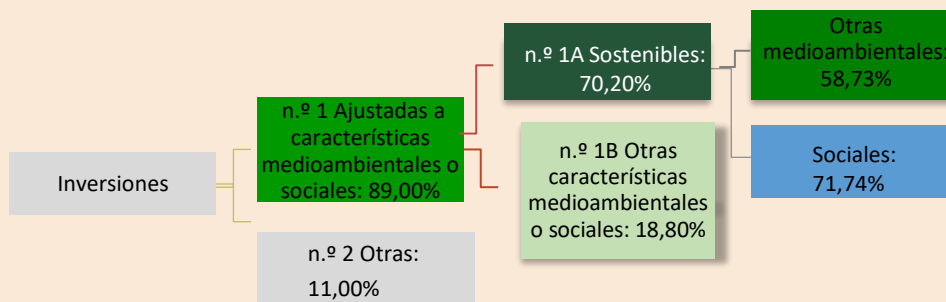 Inversiones
n.º 1 Ajustadas a
características
medioambientales o
sociales: 89,00%
n.º 2 Otras:
11,00%
n.º 1A Sostenibles:
70,20%
n.º 1B Otras
características
medioambientales
o sociales: 18,80%
Otras
medioambientales:
58,73%
Sociales:
71,74%